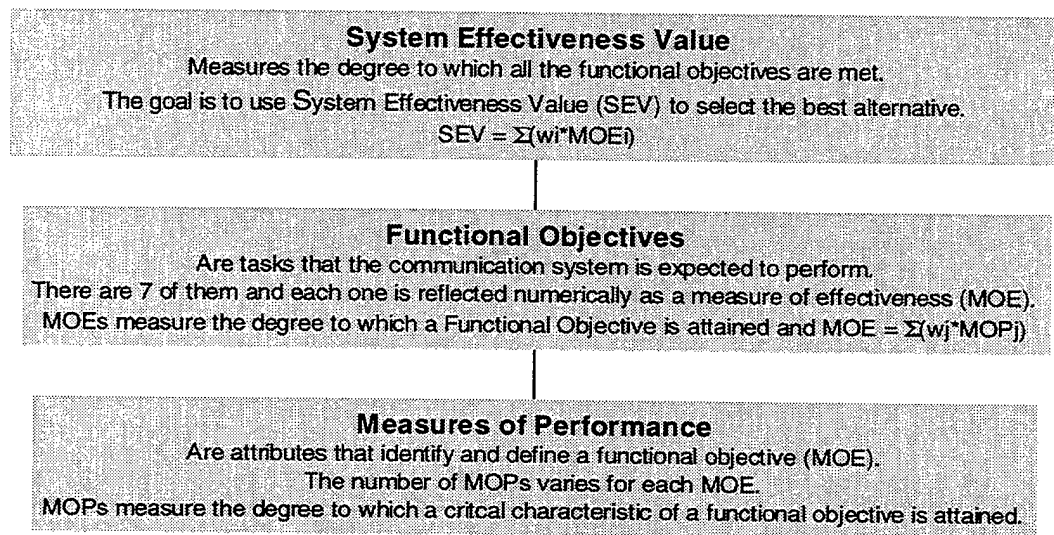 System Effectiveness Value
Measures the degree to which all the functional objectives are met.
The goal is to use System Effectiveness Value (SEV) to select the best alternative.
SEV = Σ(wi*MOEi)
Functional Objectives
Are tasks that the communication system is expected to perform.
There are 7 of them and each one is reflected numerically as a measure of effectiveness (MOE).
MOEs measure the degree to which a Functional Objective is attained and MOE = Σ(wj*MOPj)
Measures of Performance
Are attributes that identify and define a functional objective (MOE).
The number of MOPs varies for each MOE.
MOPs measure the degree to which a critcal characteristic of a functional objective is attained.